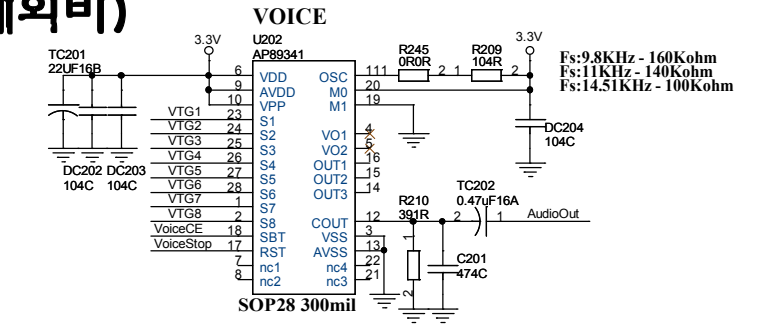 대외비)
VOICE
3.3V
U202
AP89341
TC201
22UF16B
R245
0R0R
R209
104R
3.3V
Fs:9.8KHz - 160Kohm
Fs:11KHz - 140Kohm
Fs:14.51KHz - 100Kohm
6 VDD OSC 11 1 2 1 2
9 AVDD M0 20
10 VPP M1 19
VTG1 23 S1
VTG2 24 S2 VO1 4
VTG3 25 S3 VO2 5
VTG4 26 S4 OUT1 16
VTG5 27 S5 OUT2 15
VTG6 28 S6 OUT3 14
VTG7 1 S7
VTG8 2 S8 COUT 12
VoiceCE 18 SBT VSS 3
VoiceStop 17 RST AVSS 13
7 nc1 nc4 22
8 nc2 nc3 21
DC202
104C
DC203
104C
DC204
104C
R210
391R
1
2
TC202
0.47uF16A
2 1 AudioOut
C201
474C
SOP28 300mil